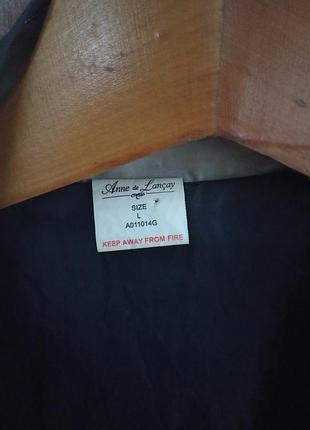 Anne de Lançay
SIZE
L
A011014G
KEEP AWAY FROM FIRE